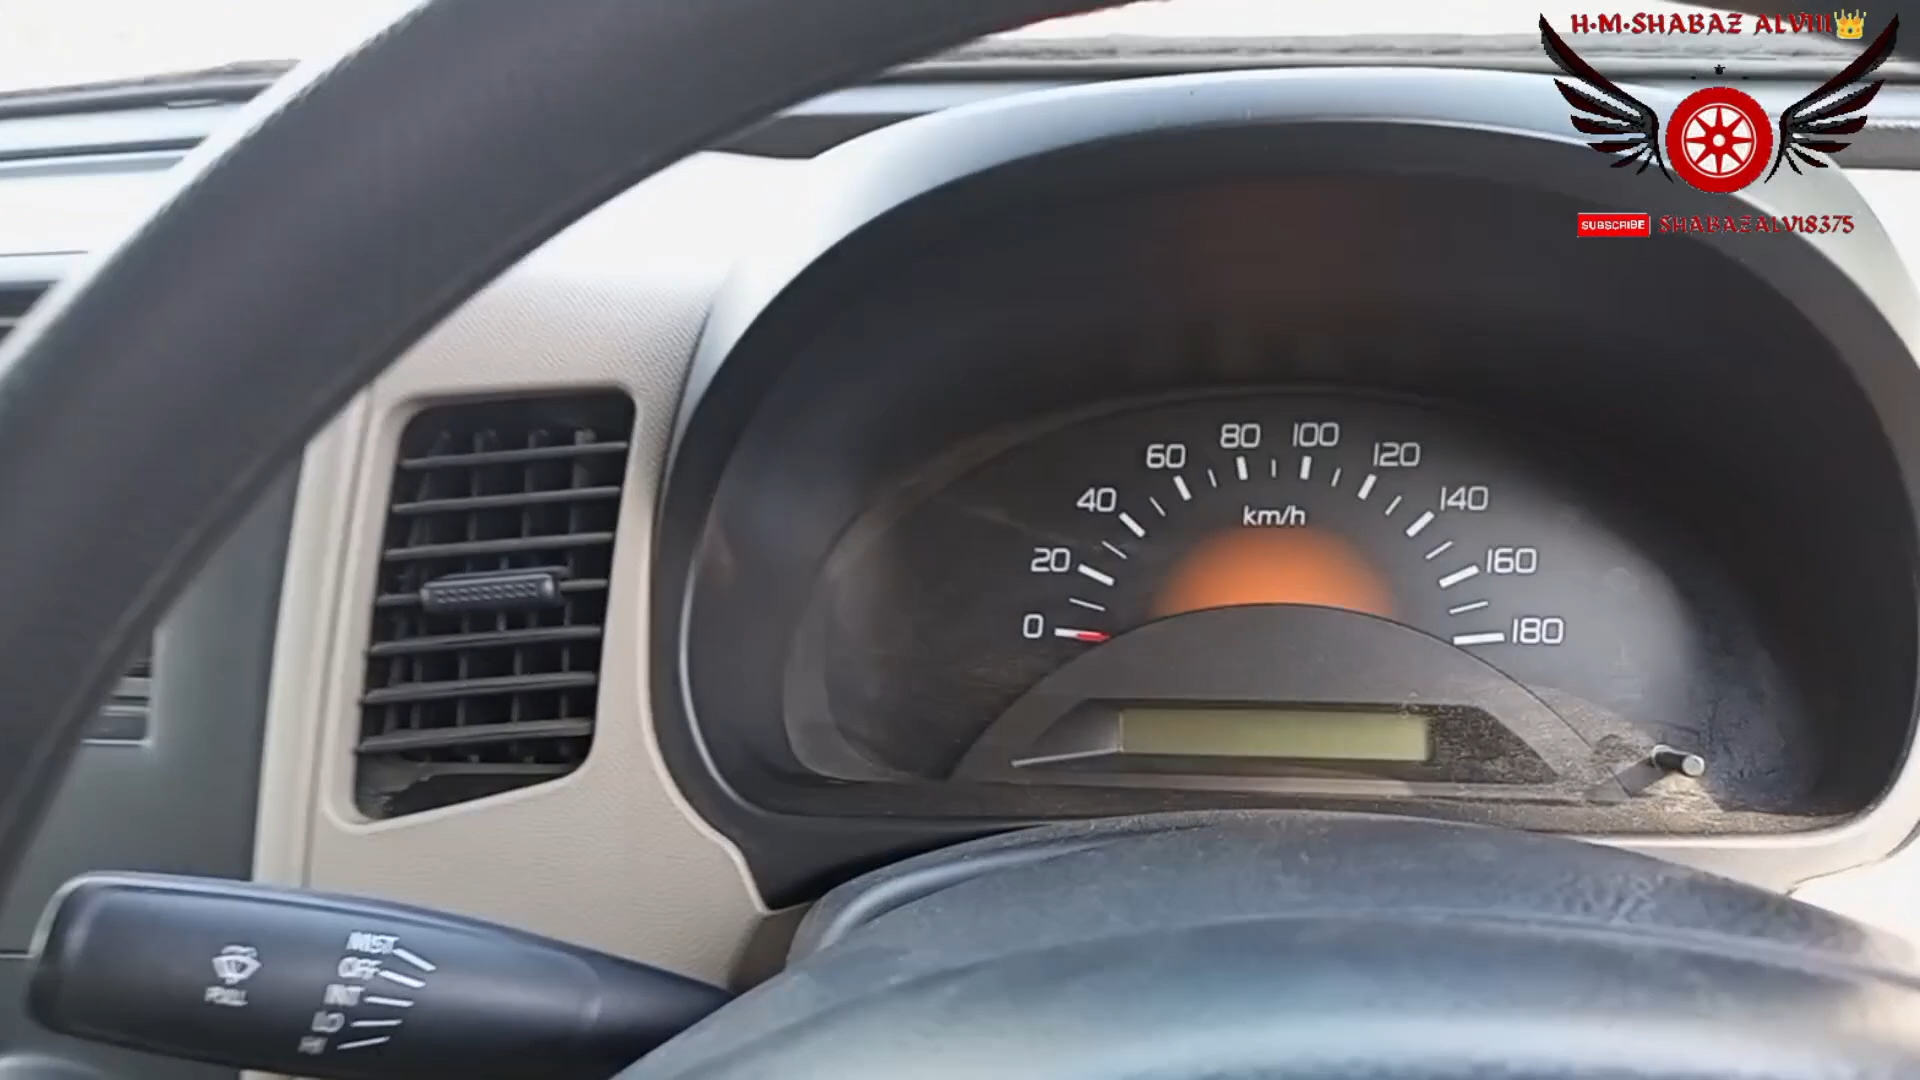 H·M·SHABAZ ALVIII👑
SUBSCRIBE SHABAZALVI8375
0 20 40 60 80 100 120 140 160 180
km/h
MIST
OFF
INT
LO
HI
PULL